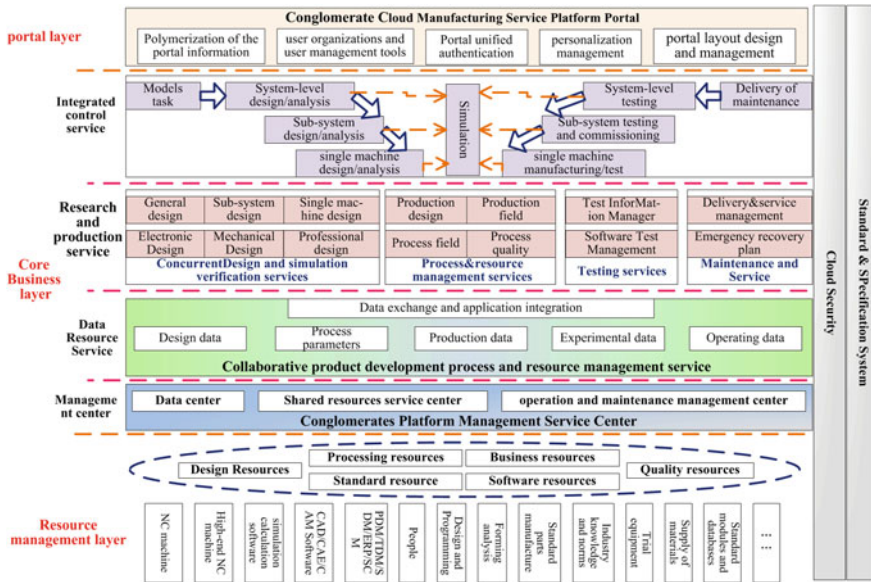 Conglomerate Cloud Manufacturing Service Platform Portal
portal layer
Polymerization of the
portal information
user organizations and
user management tools
Portal unified
authentication
personalization
management
portal layout design
and management
Integrated
control
service
Models
task
System-level
design/analysis
Sub-system
design/analysis
single machine
design/analysis
Simulation
System-level
testing
Delivery of
maintenance
Sub-system testing
and commissioning
single machine
manufacturing/test
Core
Business
layer
Research and
production
service
General
design
Sub-system
design
Single mac-
hine design
Electronic
Design
Mechanical
Design
Professional
design
ConcurrentDesign and simulation
verification services
Production
design
Production
field
Process field
Process
quality
Process&resource
management services
Test InforMat-
ion Manager
Software Test
Management
Testing services
Delivery&service
management
Emergency recovery
plan
Maintenance and
Service
Data
Resource
Service
Data exchange and application integration
Design data
Process
parameters
Production data
Experimental data
Operating data
Collaborative product development process and resource management service
Manageme
nt center
Data center
Shared resources service center
operation and maintenance management center
Conglomerates Platform Management Service Center
Resource
management layer
Design Resources
Processing resources
Business resources
Standard resource
Software resources
Quality resources
NC machine
High-end NC
machine
simulation
calculation
software
CAD/CAE/C
AM Software
PDM/TDM/S
DM/ERP/SC
M
People
Design and
Programming
Forming
analysis
Standard
parts
manufacture
Industry
knowledge
and norms
Trial
equipment
Supply of
materials
Standard
modules and
databases
... ...
Cloud Security
Standard & SPecification System